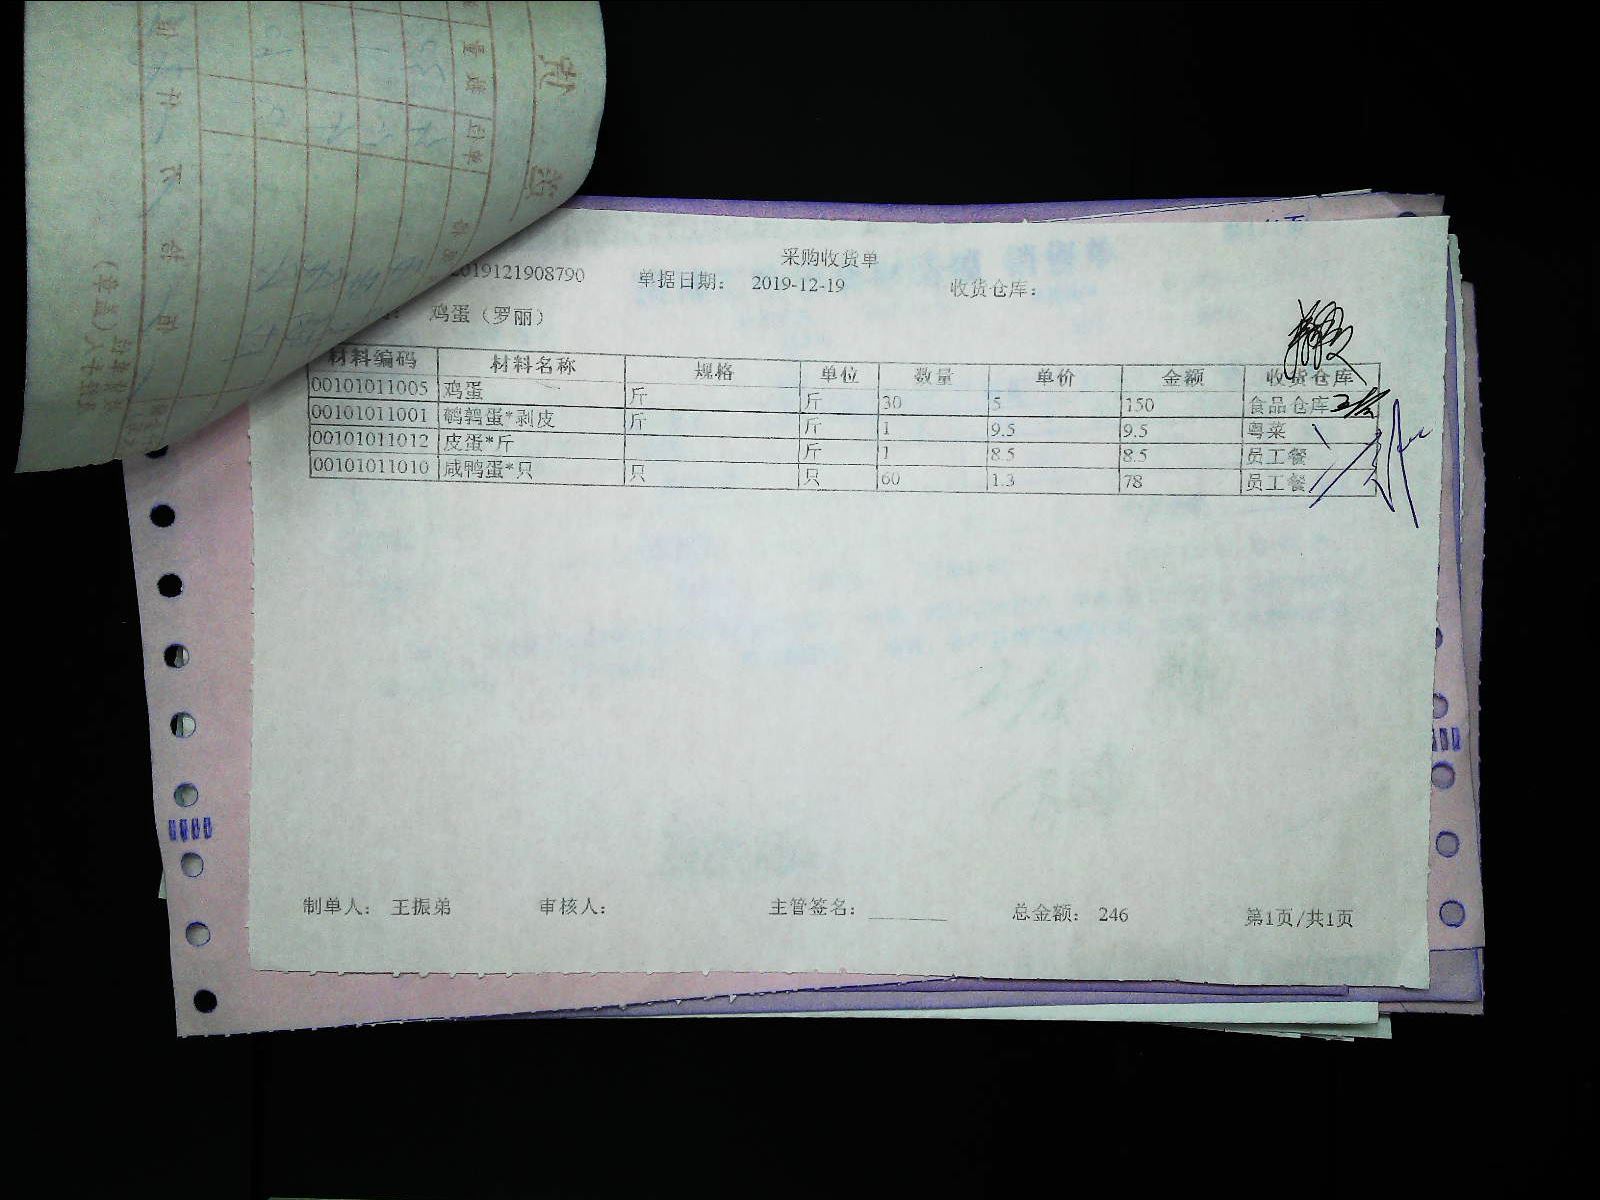 采购收货单
2019121908790 单据日期： 2019-12-19 收货仓库：
： 鸡蛋（罗丽）
材料编码 材料名称 规格 单位 数量 单价 金额 收货仓库
00101011005 鸡蛋 斤 斤 30 5 150 食品仓库
00101011001 鹌鹑蛋*剥皮 斤 斤 1 9.5 9.5 粤菜
00101011012 皮蛋*斤 斤 1 8.5 8.5 员工餐
00101011010 咸鸭蛋*只 只 只 60 1.3 78 员工餐
制单人： 王振弟 审核人： 主管签名： 总金额： 246 第1页/共1页